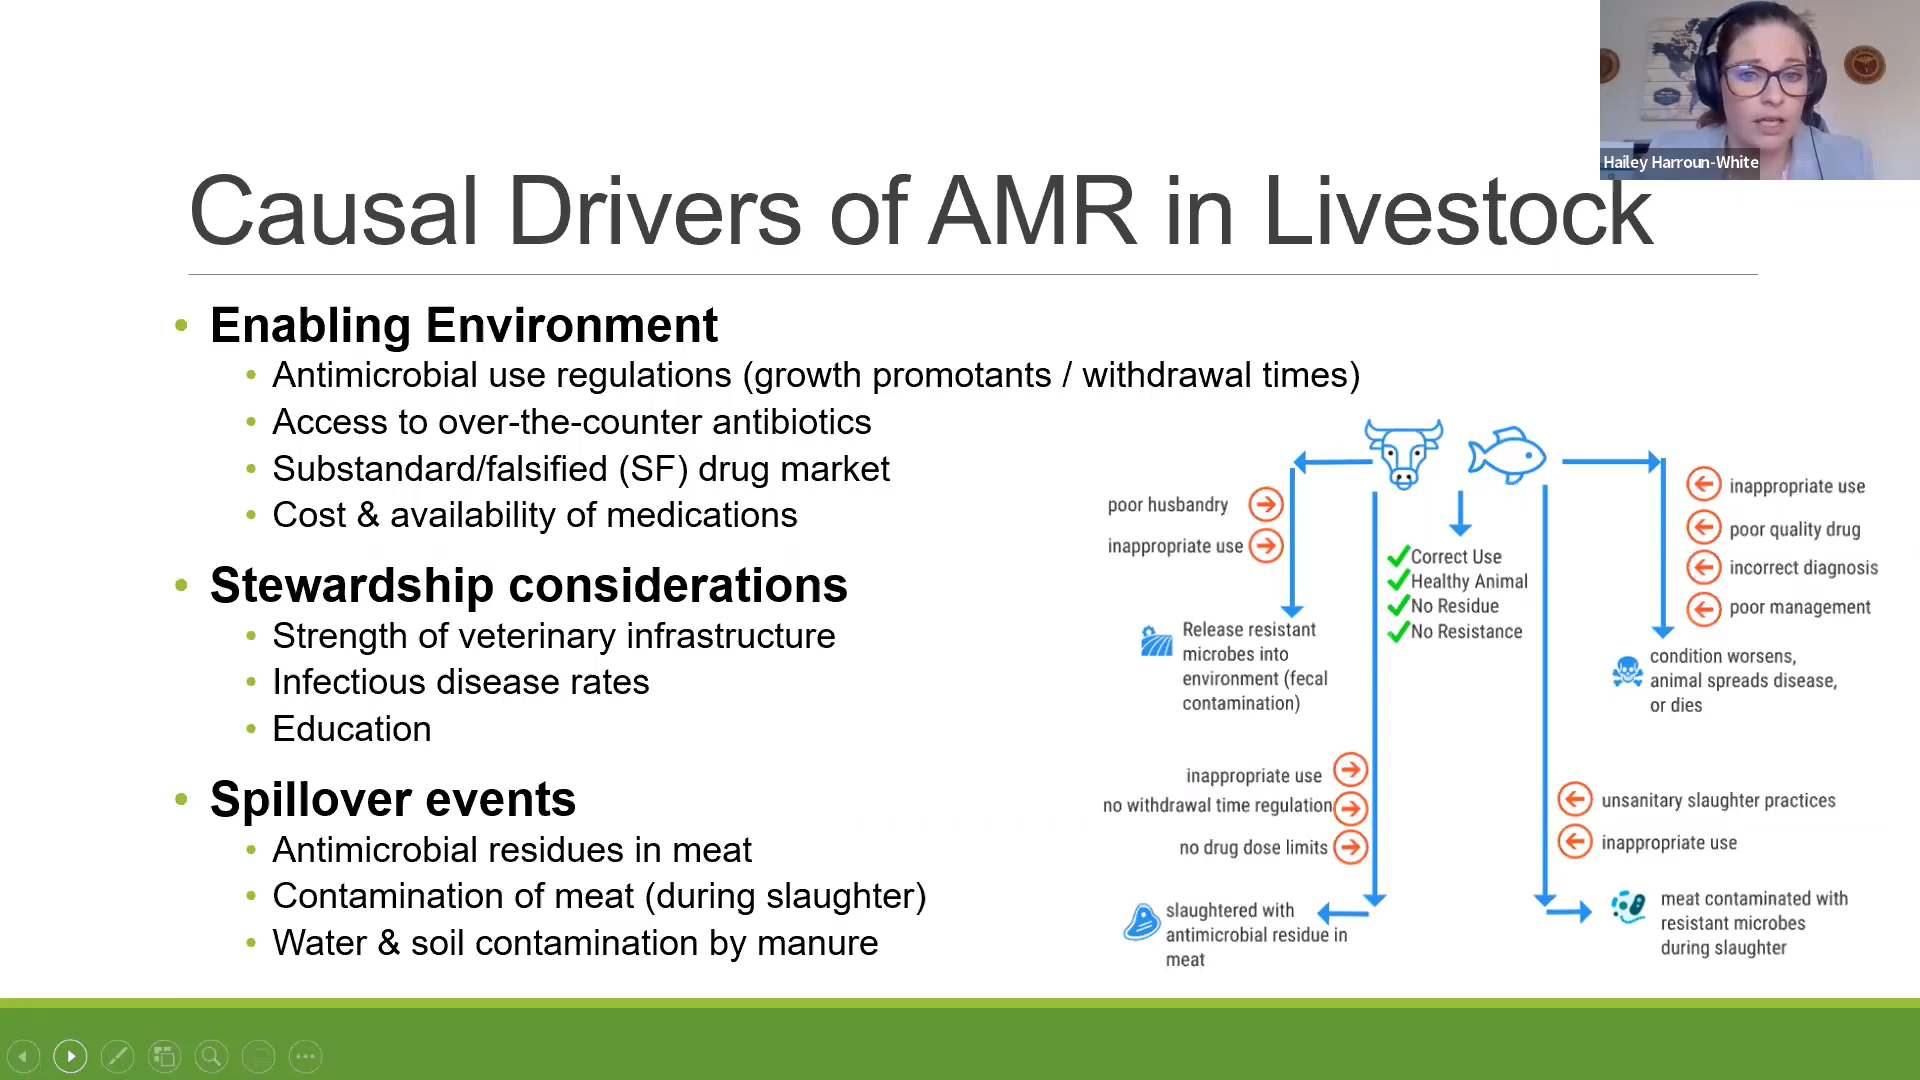 Hailey Harroun-White
Causal Drivers of AMR in Livestock
• Enabling Environment
• Antimicrobial use regulations (growth promotants / withdrawal times)
• Access to over-the-counter antibiotics
• Substandard/falsified (SF) drug market
• Cost & availability of medications
• Stewardship considerations
• Strength of veterinary infrastructure
• Infectious disease rates
• Education
• Spillover events
• Antimicrobial residues in meat
• Contamination of meat (during slaughter)
• Water & soil contamination by manure
poor husbandry
inappropriate use
Release resistant
microbes into
environment (fecal
contamination)
Correct Use
Healthy Animal
No Residue
No Resistance
inappropriate use
poor quality drug
incorrect diagnosis
poor management
condition worsens,
animal spreads disease,
or dies
inappropriate use
no withdrawal time regulation
no drug dose limits
slaughtered with
antimicrobial residue in
meat
unsanitary slaughter practices
inappropriate use
meat contaminated with
resistant microbes
during slaughter